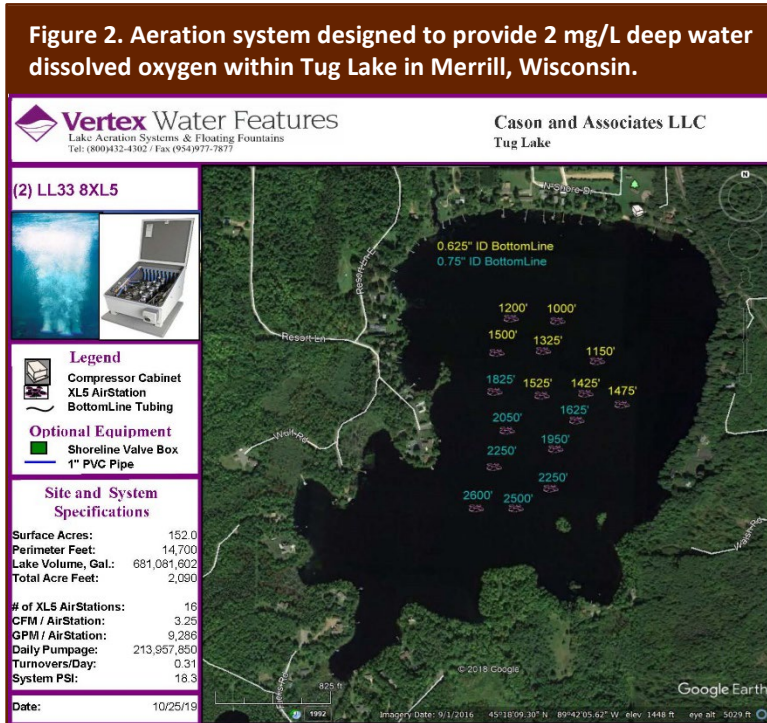 Figure 2. Aeration system designed to provide 2 mg/L deep water
dissolved oxygen within Tug Lake in Merrill, Wisconsin.
Vertex Water Features
Lake Aeration Systems & Floating Fountains
Tel: (800)432-4302 / Fax (954)977-7877
Cason and Associates LLC
Tug Lake
(2) LL33 8XL5
Legend
Compressor Cabinet
XL5 AirStation
BottomLine Tubing
Optional Equipment
Shoreline Valve Box
1" PVC Pipe
Site and System
Specifications
Surface Acres: 152.0
Perimeter Feet: 14,700
Lake Volume, Gal.: 681,081,602
Total Acre Feet: 2,090
# of XL5 AirStations: 16
CFM / AirStation: 3.25
GPM / AirStation: 9,286
Daily Pumpage: 213,957,850
Turnovers/Day: 0.31
System PSI: 18.3
Date: 10/25/19
N Shore Dr
N
0.625" ID BottomLine
0.75" ID BottomLine
Resort Ln E
Resort Ln
Wolf Rd
Walsh Rd
1200' 1000'
1500' 1325'
1150'
1825' 1525' 1425' 1475'
2050' 1625'
2250' 1950'
2250'
2600' 2500'
© 2018 Google
825 ft
Google Earth
1992
Imagery Date: 9/1/2016 45°18'09.30" N 89°42'05.62" W elev 1448 ft eye alt 5029 ft